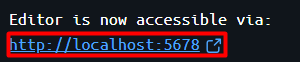 Editor is now accessible via:
http://localhost:5678